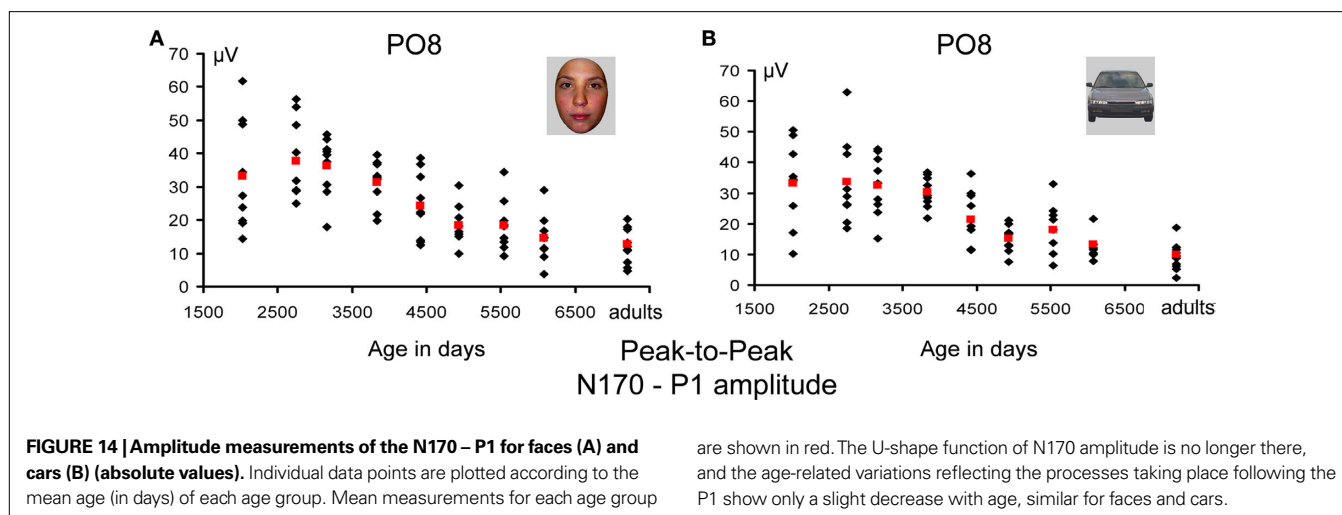 A
PO8
µV
70
60
50
40
30
20
10
0
1500 2500 3500 4500 5500 6500 adults
Age in days
B
PO8
µV
70
60
50
40
30
20
10
0
1500 2500 3500 4500 5500 6500 adults
Age in days
Peak-to-Peak
N170 - P1 amplitude
FIGURE 14 | Amplitude measurements of the N170 – P1 for faces (A) and
cars (B) (absolute values). Individual data points are plotted according to the
mean age (in days) of each age group. Mean measurements for each age group
are shown in red. The U-shape function of N170 amplitude is no longer there,
and the age-related variations reflecting the processes taking place following the
P1 show only a slight decrease with age, similar for faces and cars.